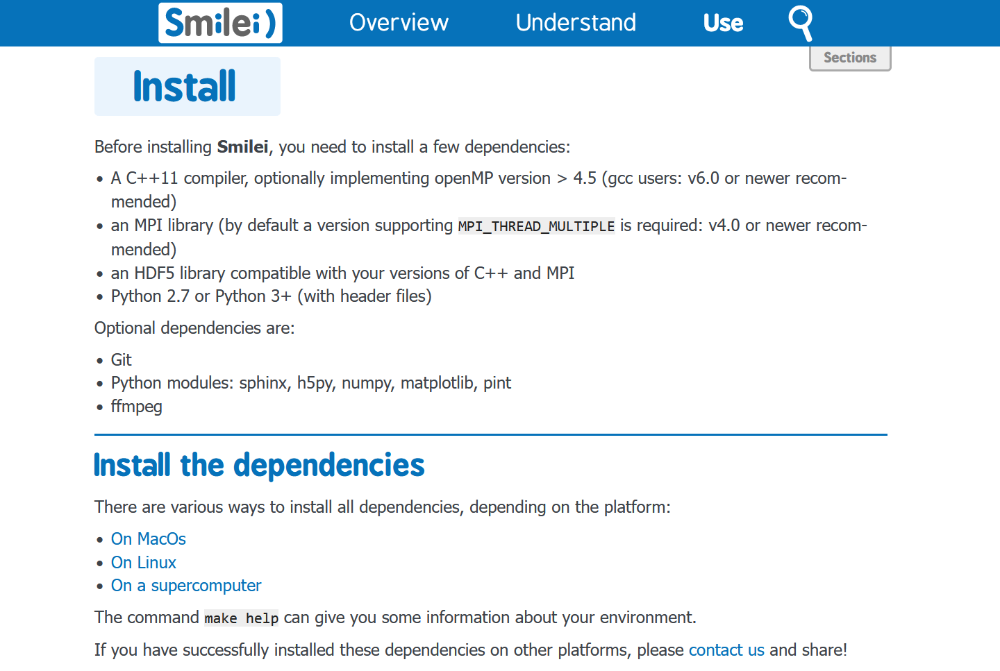 Smilei)
Overview
Understand
Use
Sections
Install
Before installing Smilei, you need to install a few dependencies:
• A C++11 compiler, optionally implementing openMP version > 4.5 (gcc users: v6.0 or newer recom-
mended)
• an MPI library (by default a version supporting MPI_THREAD_MULTIPLE is required: v4.0 or newer recom-
mended)
• an HDF5 library compatible with your versions of C++ and MPI
• Python 2.7 or Python 3+ (with header files)
Optional dependencies are:
• Git
• Python modules: sphinx, h5py, numpy, matplotlib, pint
• ffmpeg
Install the dependencies
There are various ways to install all dependencies, depending on the platform:
• On MacOs
• On Linux
• On a supercomputer
The command make help can give you some information about your environment.
If you have successfully installed these dependencies on other platforms, please contact us and share!